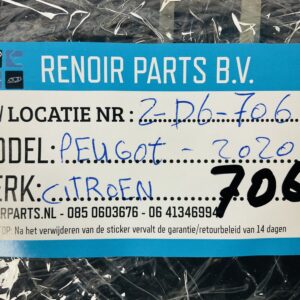 RENOIR PARTS B.V.
W LOCATIE NR: 2-D6-706
ODEL: PEUGOT - 2020
ERK: CITROEN
706
RPARTS.NL - 085 0603676 - 06 41346994
TOP: Na het verwijderen van de sticker vervalt de garantie/retourbeleid van 14 dagen